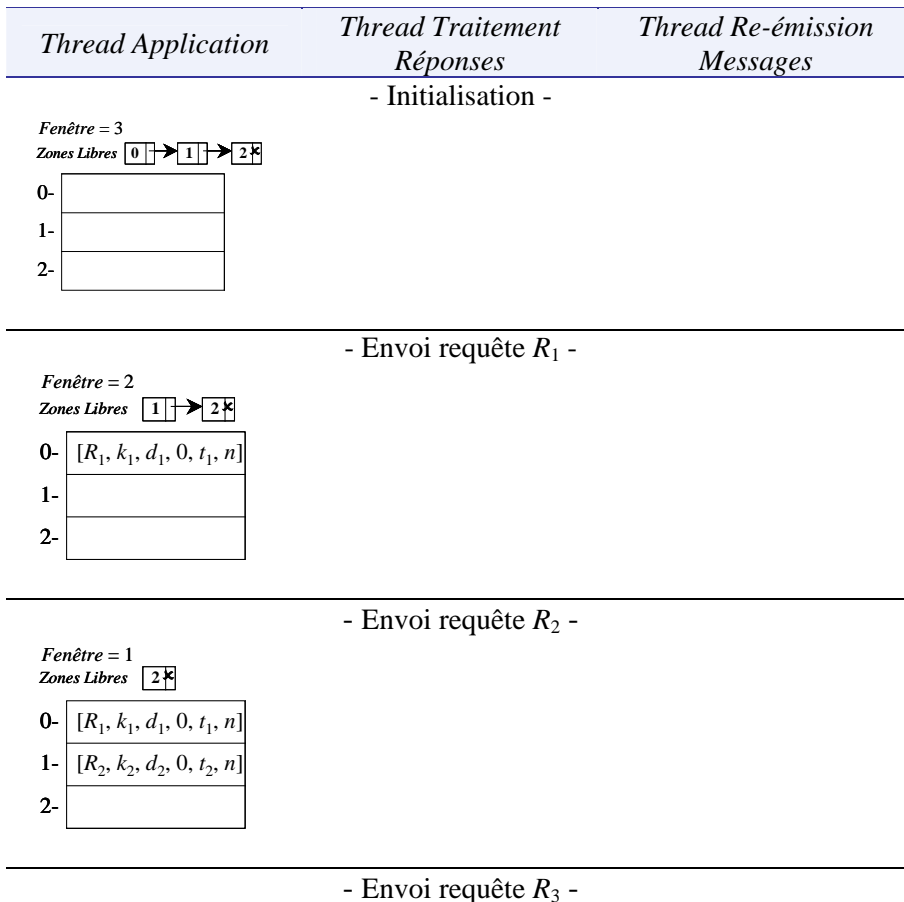 Thread Application Thread Traitement Réponses Thread Re-émission Messages
- Initialisation -
Fenêtre = 3
Zones Libres 0 1 2
0-
1-
2-
- Envoi requête R1 -
Fenêtre = 2
Zones Libres 1 2
0- [R1, k1, d1, 0, t1, n]
1-
2-
- Envoi requête R2 -
Fenêtre = 1
Zones Libres 2
0- [R1, k1, d1, 0, t1, n]
1- [R2, k2, d2, 0, t2, n]
2-
- Envoi requête R3 -